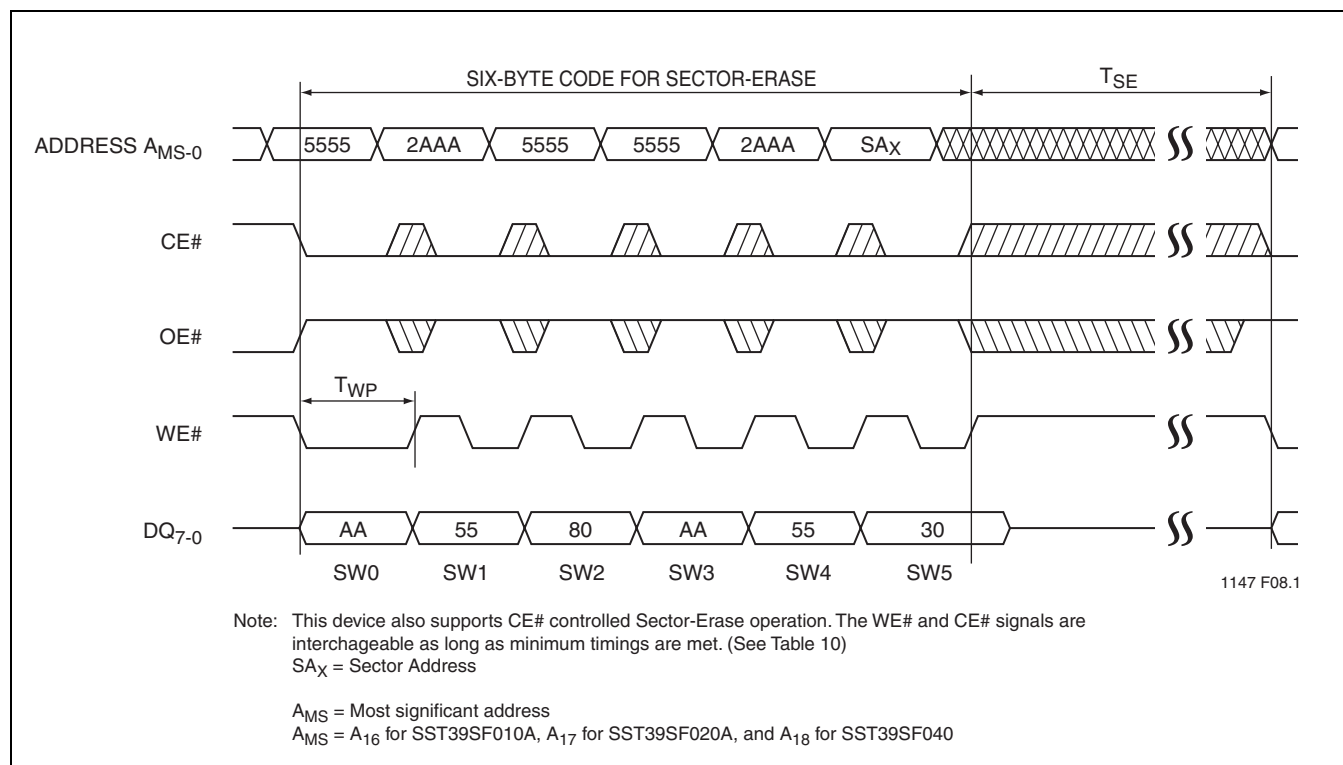 SIX-BYTE CODE FOR SECTOR-ERASE TSE
ADDRESS AMS-0 5555 2AAA 5555 5555 2AAA SAX
CE#
OE#
TWP
WE#
DQ7-0 AA 55 80 AA 55 30
SW0 SW1 SW2 SW3 SW4 SW5
1147 F08.1
Note: This device also supports CE# controlled Sector-Erase operation. The WE# and CE# signals are
interchageable as long as minimum timings are met. (See Table 10)
SAX = Sector Address
AMS = Most significant address
AMS = A16 for SST39SF010A, A17 for SST39SF020A, and A18 for SST39SF040